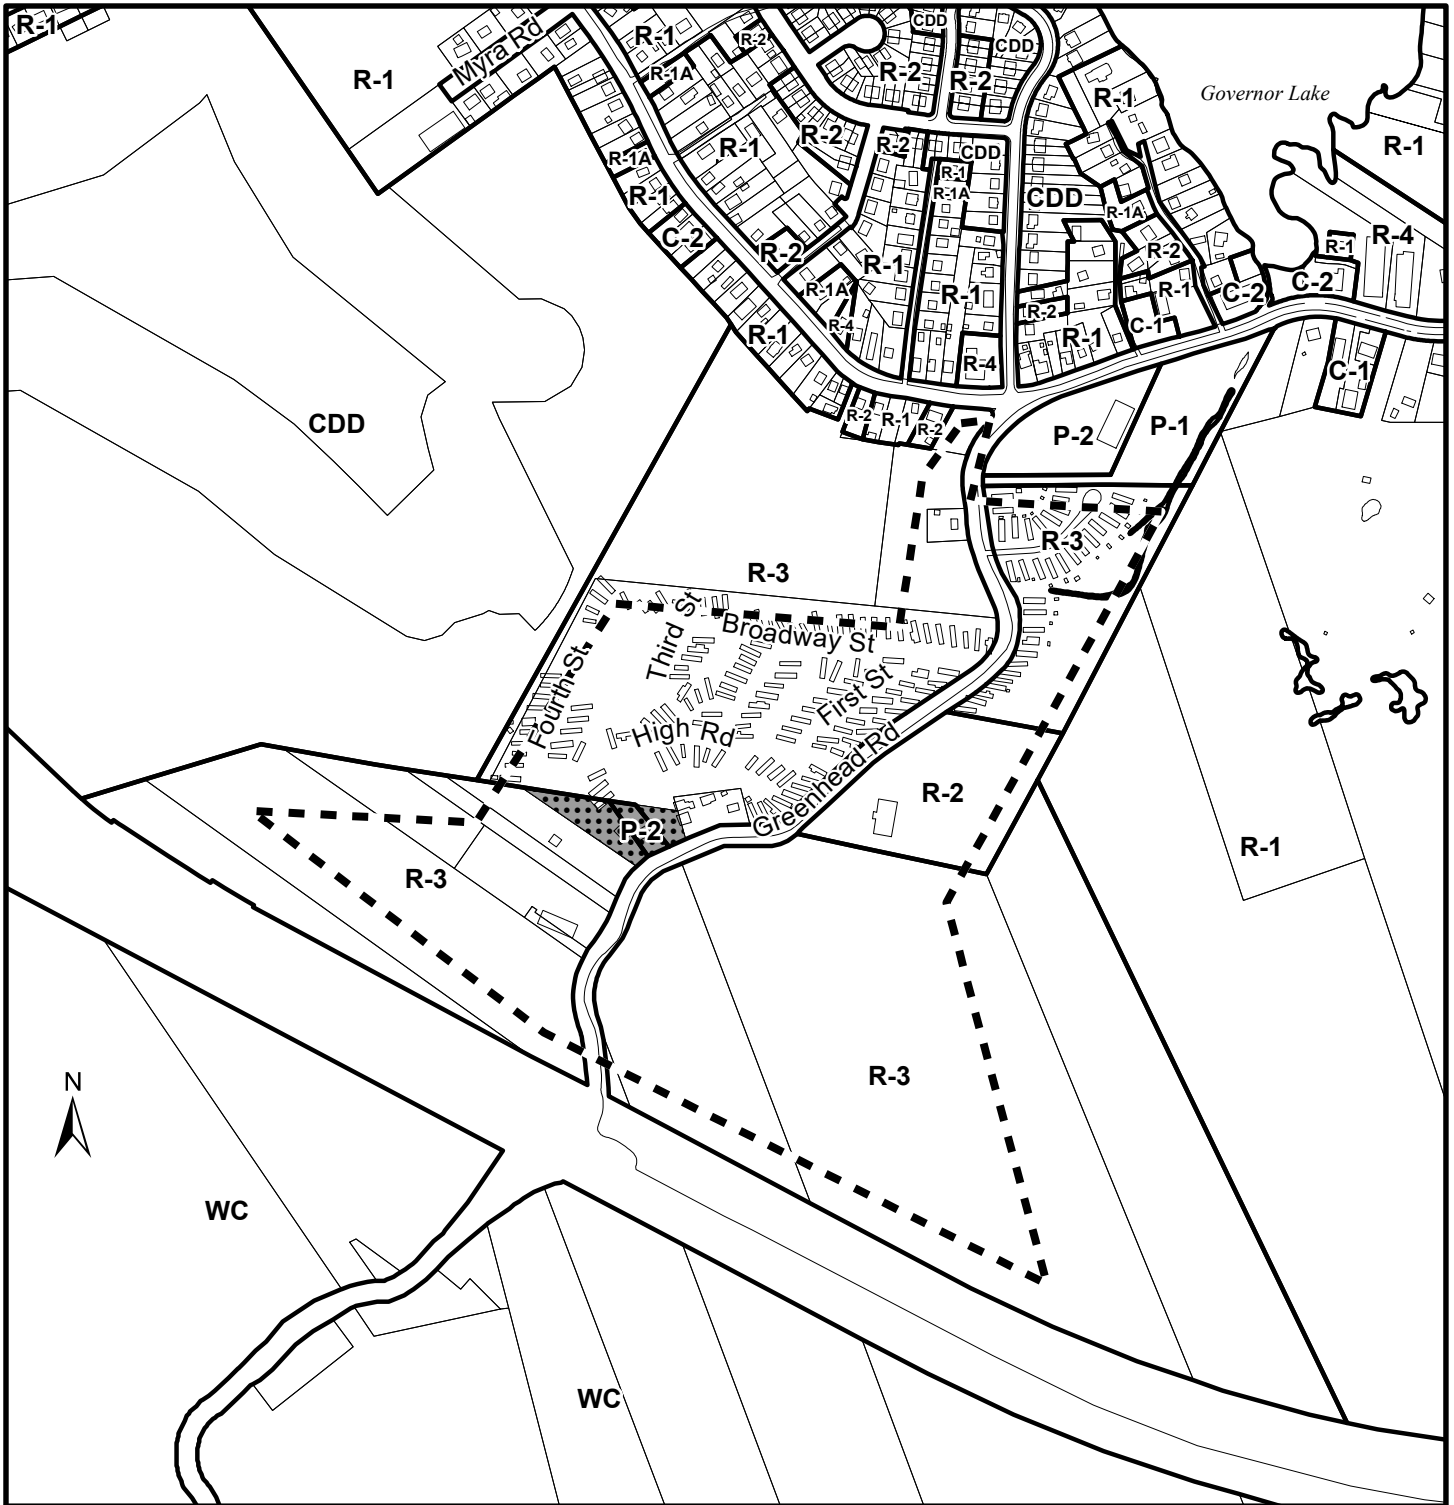 R-1
R-1
Myra Rd
R-1
R-1A
R-2
CDD
CDD
R-2
R-2
R-1
Governor Lake
R-1
R-2
R-2
R-1
CDD
R-1
R-1A
R-1A
R-1
C-2
R-2
CDD
R-1A
R-2
R-1
R-4
R-1
R-1A
R-4
R-1
R-1
R-4
R-2
R-1
C-1
R-1
C-2
C-2
C-1
CDD
R-2
R-1
R-2
P-2
P-1
R-3
R-3
Broadway St
Third St
Fourth St
First St
High Rd
Greenhead Rd
R-2
P-2
R-3
R-1
R-3
N
WC
WC